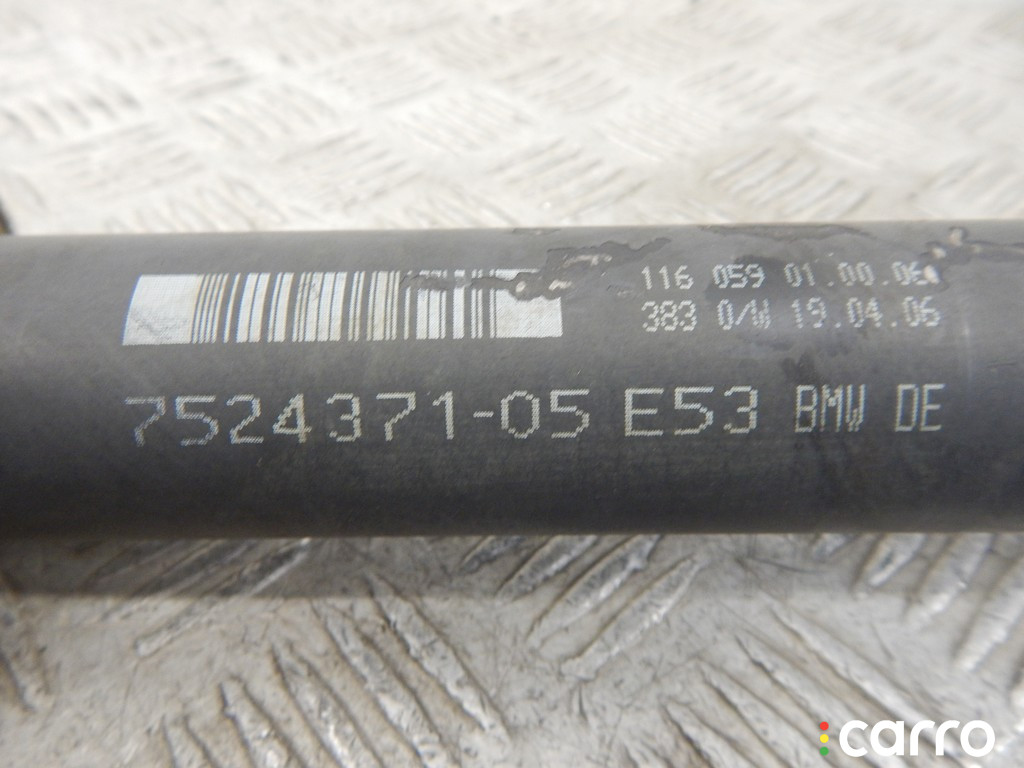 116 059 01.00.06
383 0/W 19.04.06
7524371-05 E53 BMW DE
carro